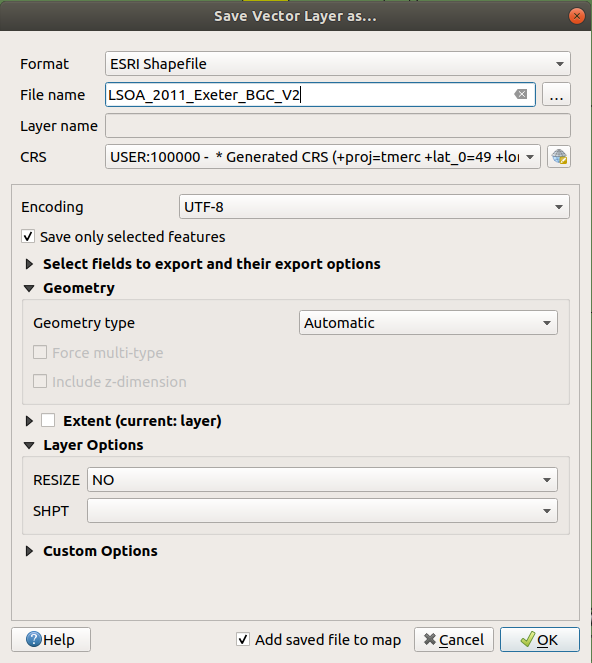 Save Vector Layer as...
Format ESRI Shapefile
File name LSOA_2011_Exeter_BGC_V2 ...
Layer name
CRS USER:100000 - * Generated CRS (+proj=tmerc +lat_0=49 +lor
Encoding UTF-8
Save only selected features
Select fields to export and their export options
Geometry
Geometry type Automatic
Force multi-type
Include z-dimension
Extent (current: layer)
Layer Options
RESIZE NO
SHPT
Custom Options
Help Add saved file to map Cancel OK